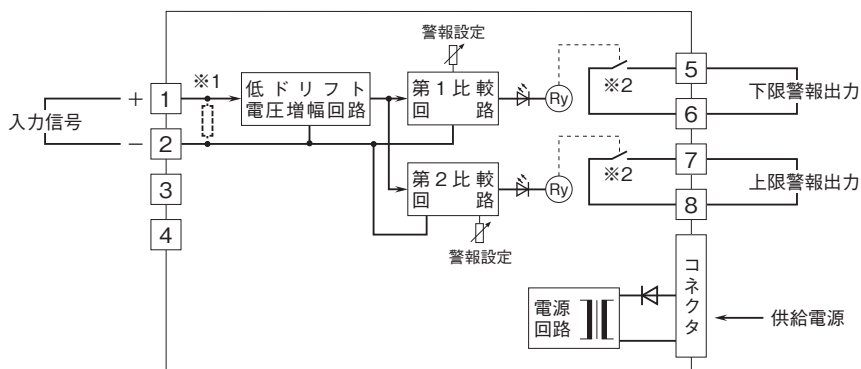 警報設定
※1
低ドリフト
電圧増幅回路
第1比較
回 路
Ry
※2
5
6
下限警報出力
入力信号
+
1
−
2
3
4
第2比較
回 路
Ry
※2
7
8
上限警報出力
警報設定
電源
回路
コネクタ
供給電源